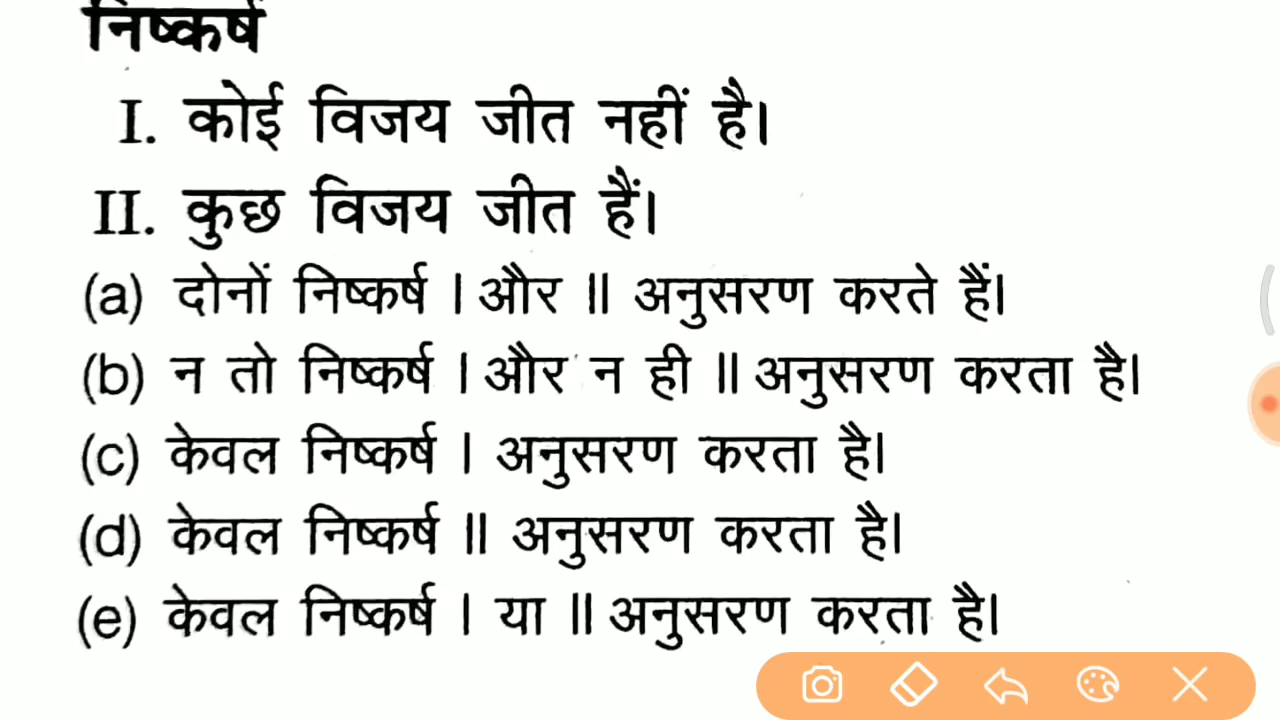 निष्कर्ष
I. कोई विजय जीत नहीं है।
II. कुछ विजय जीत हैं।
(a) दोनों निष्कर्ष I और II अनुसरण करते हैं।
(b) न तो निष्कर्ष I और न ही II अनुसरण करता है।
(c) केवल निष्कर्ष I अनुसरण करता है।
(d) केवल निष्कर्ष II अनुसरण करता है।
(e) केवल निष्कर्ष I या II अनुसरण करता है।